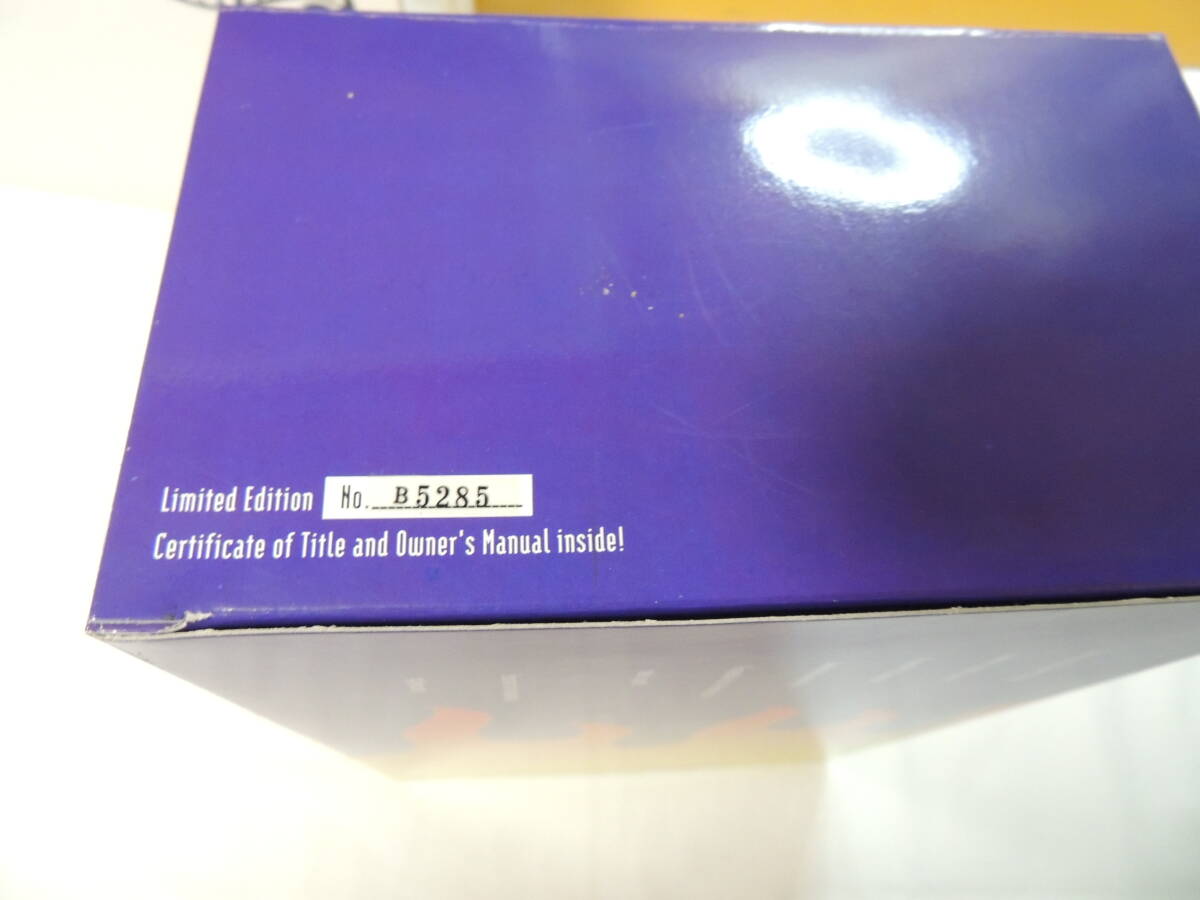 Limited Edition No. B5285
Certificate of Title and Owner's Manual inside!